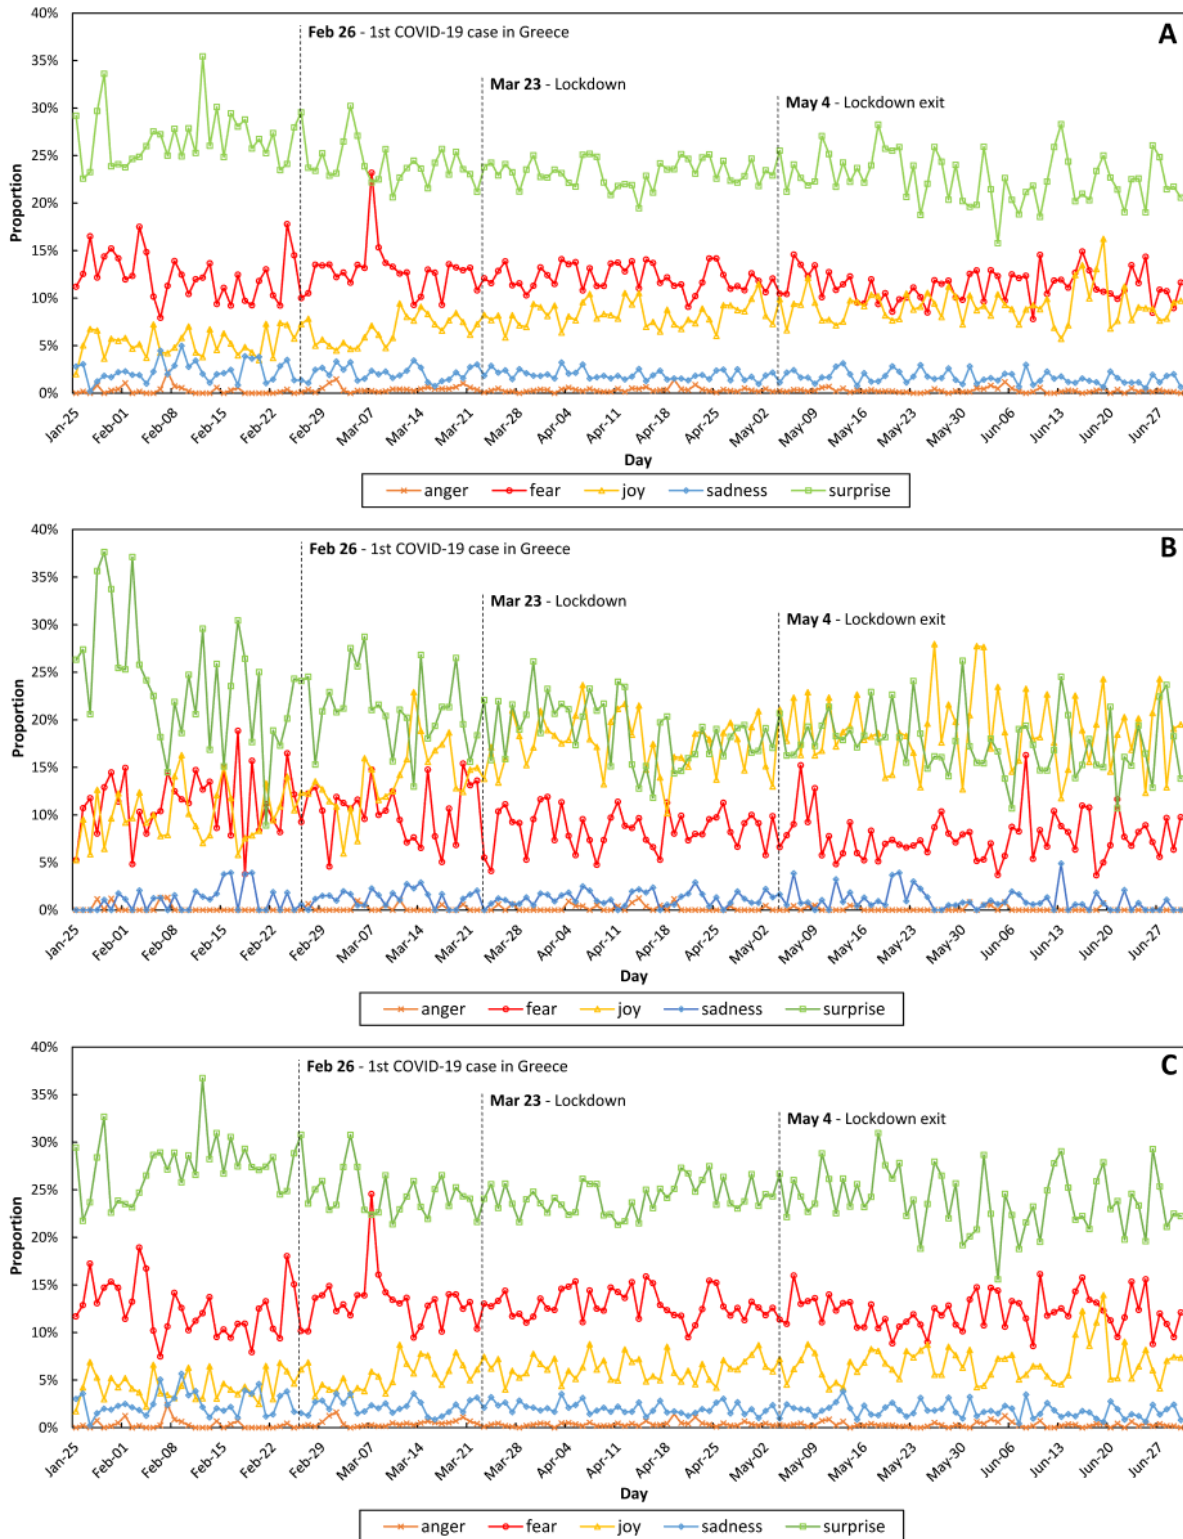 40%
35%
30%
25%
20%
15%
10%
5%
0%
Proportion
Feb 26 - 1st COVID-19 case in Greece
Mar 23 - Lockdown
May 4 - Lockdown exit
A
Jan-25 Feb-01 Feb-08 Feb-15 Feb-22 Feb-29 Mar-07 Mar-14 Mar-21 Mar-28 Apr-04 Apr-11 Apr-18 Apr-25 May-02 May-09 May-16 May-23 May-30 Jun-06 Jun-13 Jun-20 Jun-27
Day
anger fear joy sadness surprise
40%
35%
30%
25%
20%
15%
10%
5%
0%
Proportion
Feb 26 - 1st COVID-19 case in Greece
Mar 23 - Lockdown
May 4 - Lockdown exit
B
Jan-25 Feb-01 Feb-08 Feb-15 Feb-22 Feb-29 Mar-07 Mar-14 Mar-21 Mar-28 Apr-04 Apr-11 Apr-18 Apr-25 May-02 May-09 May-16 May-23 May-30 Jun-06 Jun-13 Jun-20 Jun-27
Day
anger fear joy sadness surprise
40%
35%
30%
25%
20%
15%
10%
5%
0%
Proportion
Feb 26 - 1st COVID-19 case in Greece
Mar 23 - Lockdown
May 4 - Lockdown exit
C
Jan-25 Feb-01 Feb-08 Feb-15 Feb-22 Feb-29 Mar-07 Mar-14 Mar-21 Mar-28 Apr-04 Apr-11 Apr-18 Apr-25 May-02 May-09 May-16 May-23 May-30 Jun-06 Jun-13 Jun-20 Jun-27
Day
anger fear joy sadness surprise